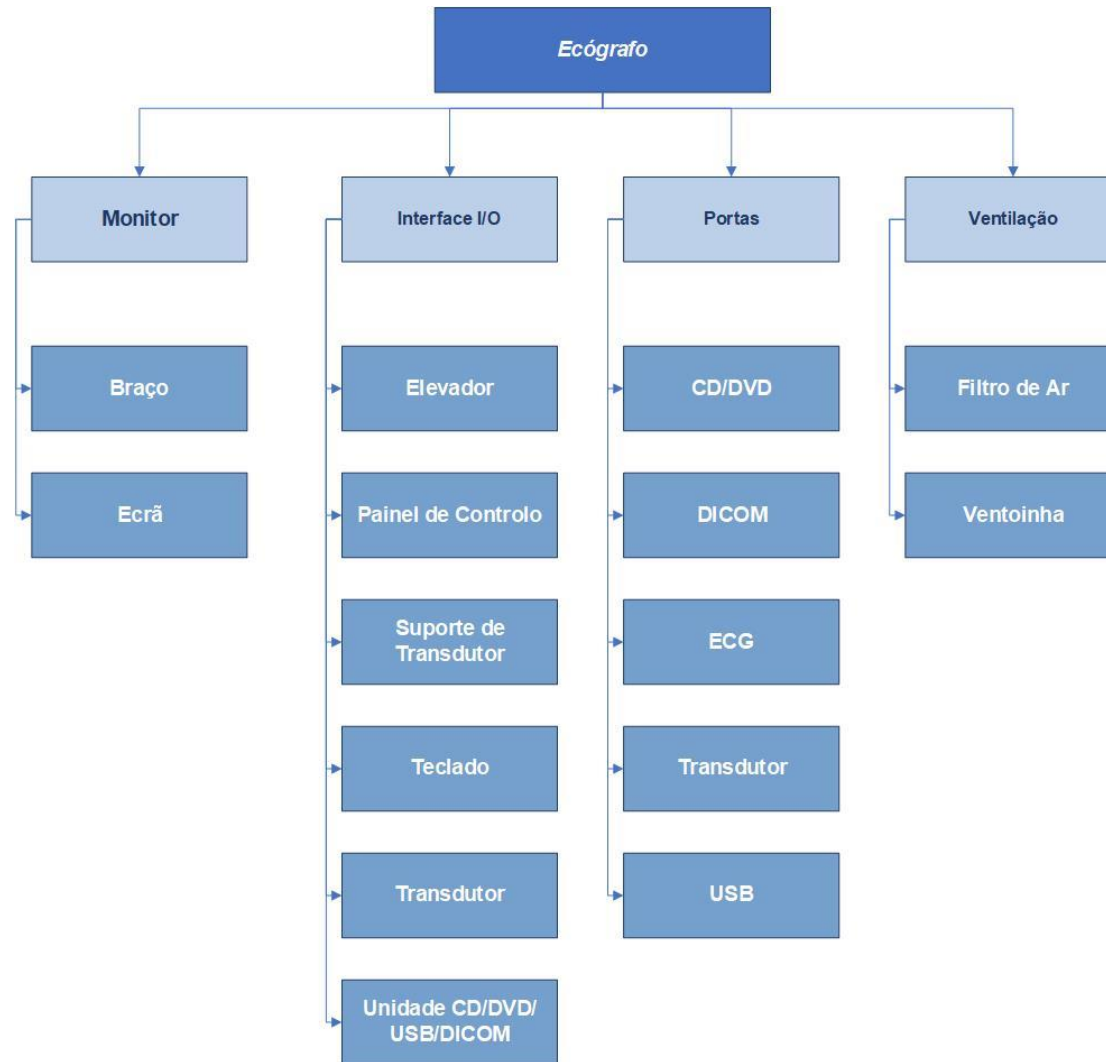 Ecógrafo
Monitor
Interface I/O
Portas
Ventilação
Braço
Elevador
CD/DVD
Filtro de Ar
Ecrã
Painel de Controlo
DICOM
Ventoinha
Suporte de
Transdutor
ECG
Teclado
Transdutor
Transdutor
USB
Unidade CD/DVD/
USB/DICOM